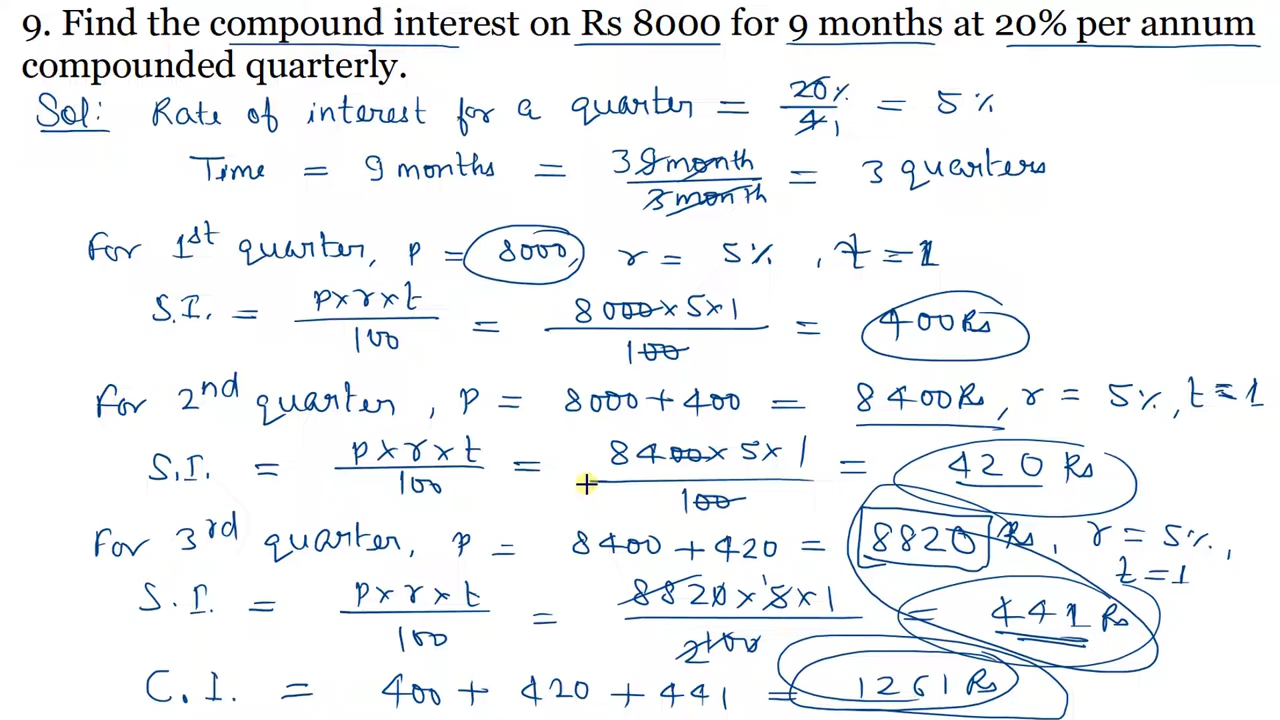 9. Find the compound interest on Rs 8000 for 9 months at 20% per annum
compounded quarterly.
Sol: Rate of interest for a quarter = 20% / 4 1 = 5%
Time = 9 months = 3 9 month / 3 month = 3 quarters
For 1st quarter, P = 8000, r = 5%, t = 1
S.I. = p×r×t / 100 = 8000×5×1 / 100 = 400 Rs
For 2nd quarter, P = 8000 + 400 = 8400 Rs, r = 5%, t = 1
S.I. = p×r×t / 100 = 8400×5×1 / 100 = 420 Rs
For 3rd quarter, P = 8400 + 420 = 8820 Rs, r = 5%,
t = 1
S.I. = p×r×t / 100 = 8820×5 1×1 / 2 100 = 441 Rs
C.I. = 400 + 420 + 441 = 1261 Rs